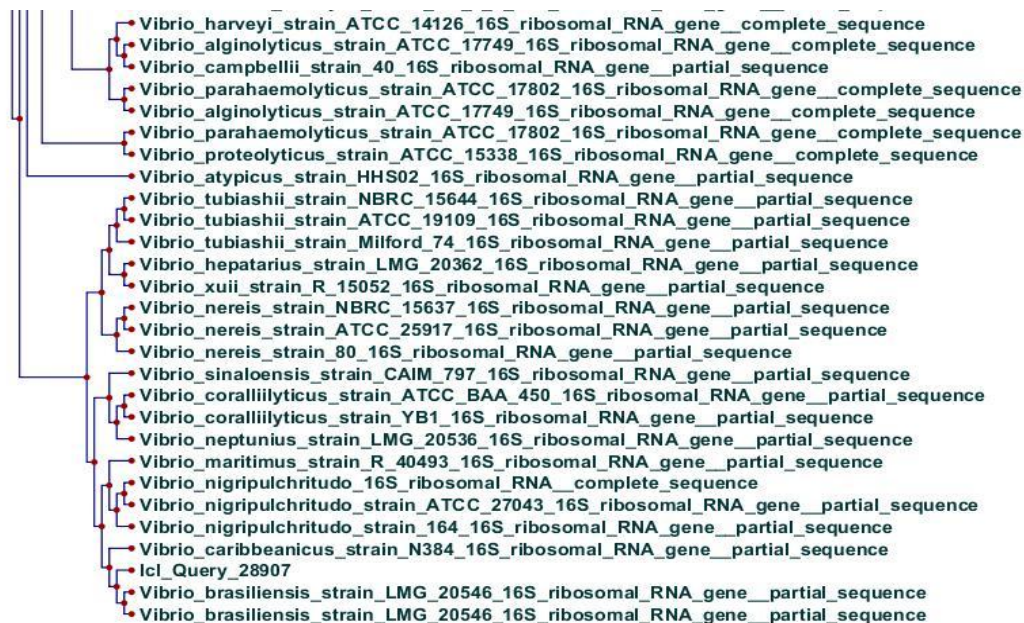 Vibrio_harveyi_strain_ATCC_14126_16S_ribosomal_RNA_gene__complete_sequence
Vibrio_alginolyticus_strain_ATCC_17749_16S_ribosomal_RNA_gene__complete_sequence
Vibrio_campbellii_strain_40_16S_ribosomal_RNA_gene__partial_sequence
Vibrio_parahaemolyticus_strain_ATCC_17802_16S_ribosomal_RNA_gene__complete_sequence
Vibrio_alginolyticus_strain_ATCC_17749_16S_ribosomal_RNA_gene__complete_sequence
Vibrio_parahaemolyticus_strain_ATCC_17802_16S_ribosomal_RNA_gene__complete_sequence
Vibrio_proteolyticus_strain_ATCC_15338_16S_ribosomal_RNA_gene__complete_sequence
Vibrio_atypicus_strain_HHS02_16S_ribosomal_RNA_gene__partial_sequence
Vibrio_tubiashii_strain_NBRC_15644_16S_ribosomal_RNA_gene__partial_sequence
Vibrio_tubiashii_strain_ATCC_19109_16S_ribosomal_RNA_gene__partial_sequence
Vibrio_tubiashii_strain_Milford_74_16S_ribosomal_RNA_gene__partial_sequence
Vibrio_hepatarius_strain_LMG_20362_16S_ribosomal_RNA_gene__partial_sequence
Vibrio_xuii_strain_R_15052_16S_ribosomal_RNA_gene__partial_sequence
Vibrio_nereis_strain_NBRC_15637_16S_ribosomal_RNA_gene__partial_sequence
Vibrio_nereis_strain_ATCC_25917_16S_ribosomal_RNA_gene__partial_sequence
Vibrio_nereis_strain_80_16S_ribosomal_RNA_gene__partial_sequence
Vibrio_sinaloensis_strain_CAIM_797_16S_ribosomal_RNA_gene__partial_sequence
Vibrio_coralliilyticus_strain_ATCC_BAA_450_16S_ribosomal_RNA_gene__partial_sequence
Vibrio_coralliilyticus_strain_YB1_16S_ribosomal_RNA_gene__partial_sequence
Vibrio_neptunius_strain_LMG_20536_16S_ribosomal_RNA_gene__partial_sequence
Vibrio_maritimus_strain_R_40493_16S_ribosomal_RNA_gene__partial_sequence
Vibrio_nigripulchritudo_16S_ribosomal_RNA__complete_sequence
Vibrio_nigripulchritudo_strain_ATCC_27043_16S_ribosomal_RNA_gene__partial_sequence
Vibrio_nigripulchritudo_strain_164_16S_ribosomal_RNA_gene__partial_sequence
Vibrio_caribbeanicus_strain_N384_16S_ribosomal_RNA_gene__partial_sequence
lcl_Query_28907
Vibrio_brasiliensis_strain_LMG_20546_16S_ribosomal_RNA_gene__partial_sequence
Vibrio_brasiliensis_strain_LMG_20546_16S_ribosomal_RNA_gene__partial_sequence